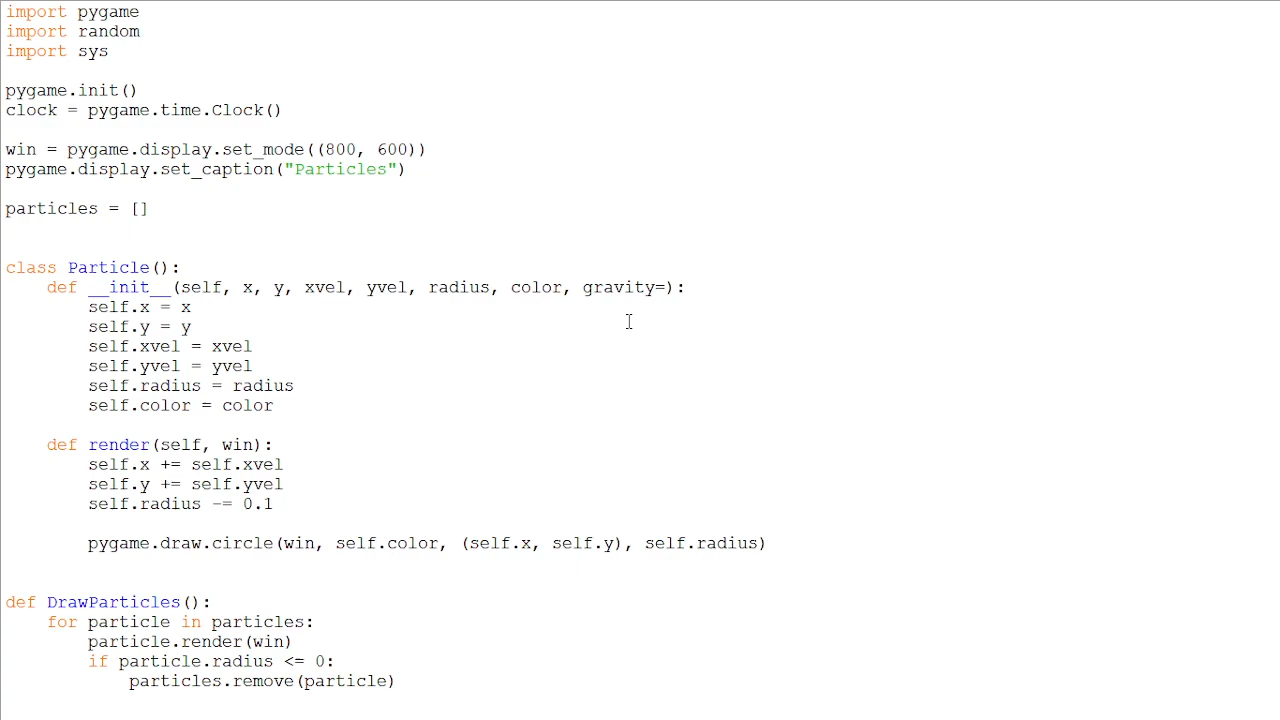 import pygame
import random
import sys
pygame.init()
clock = pygame.time.Clock()
win = pygame.display.set_mode((800, 600))
pygame.display.set_caption("Particles")
particles = []
class Particle():
    def __init__(self, x, y, xvel, yvel, radius, color, gravity=):
        self.x = x
        self.y = y
        self.xvel = xvel
        self.yvel = yvel
        self.radius = radius
        self.color = color
    def render(self, win):
        self.x += self.xvel
        self.y += self.yvel
        self.radius -= 0.1
        pygame.draw.circle(win, self.color, (self.x, self.y), self.radius)
def DrawParticles():
    for particle in particles:
        particle.render(win)
        if particle.radius <= 0:
            particles.remove(particle)